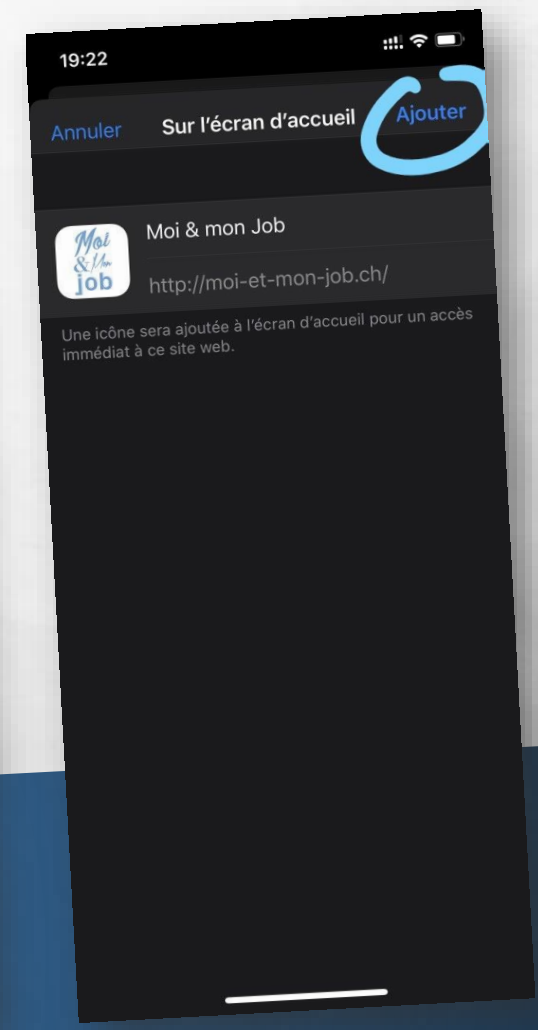 19:22
Annuler Sur l'écran d'accueil Ajouter
Moi
& Mon
job
Moi & mon Job
http://moi-et-mon-job.ch/
Une icône sera ajoutée à l'écran d'accueil pour un accès
immédiat à ce site web.